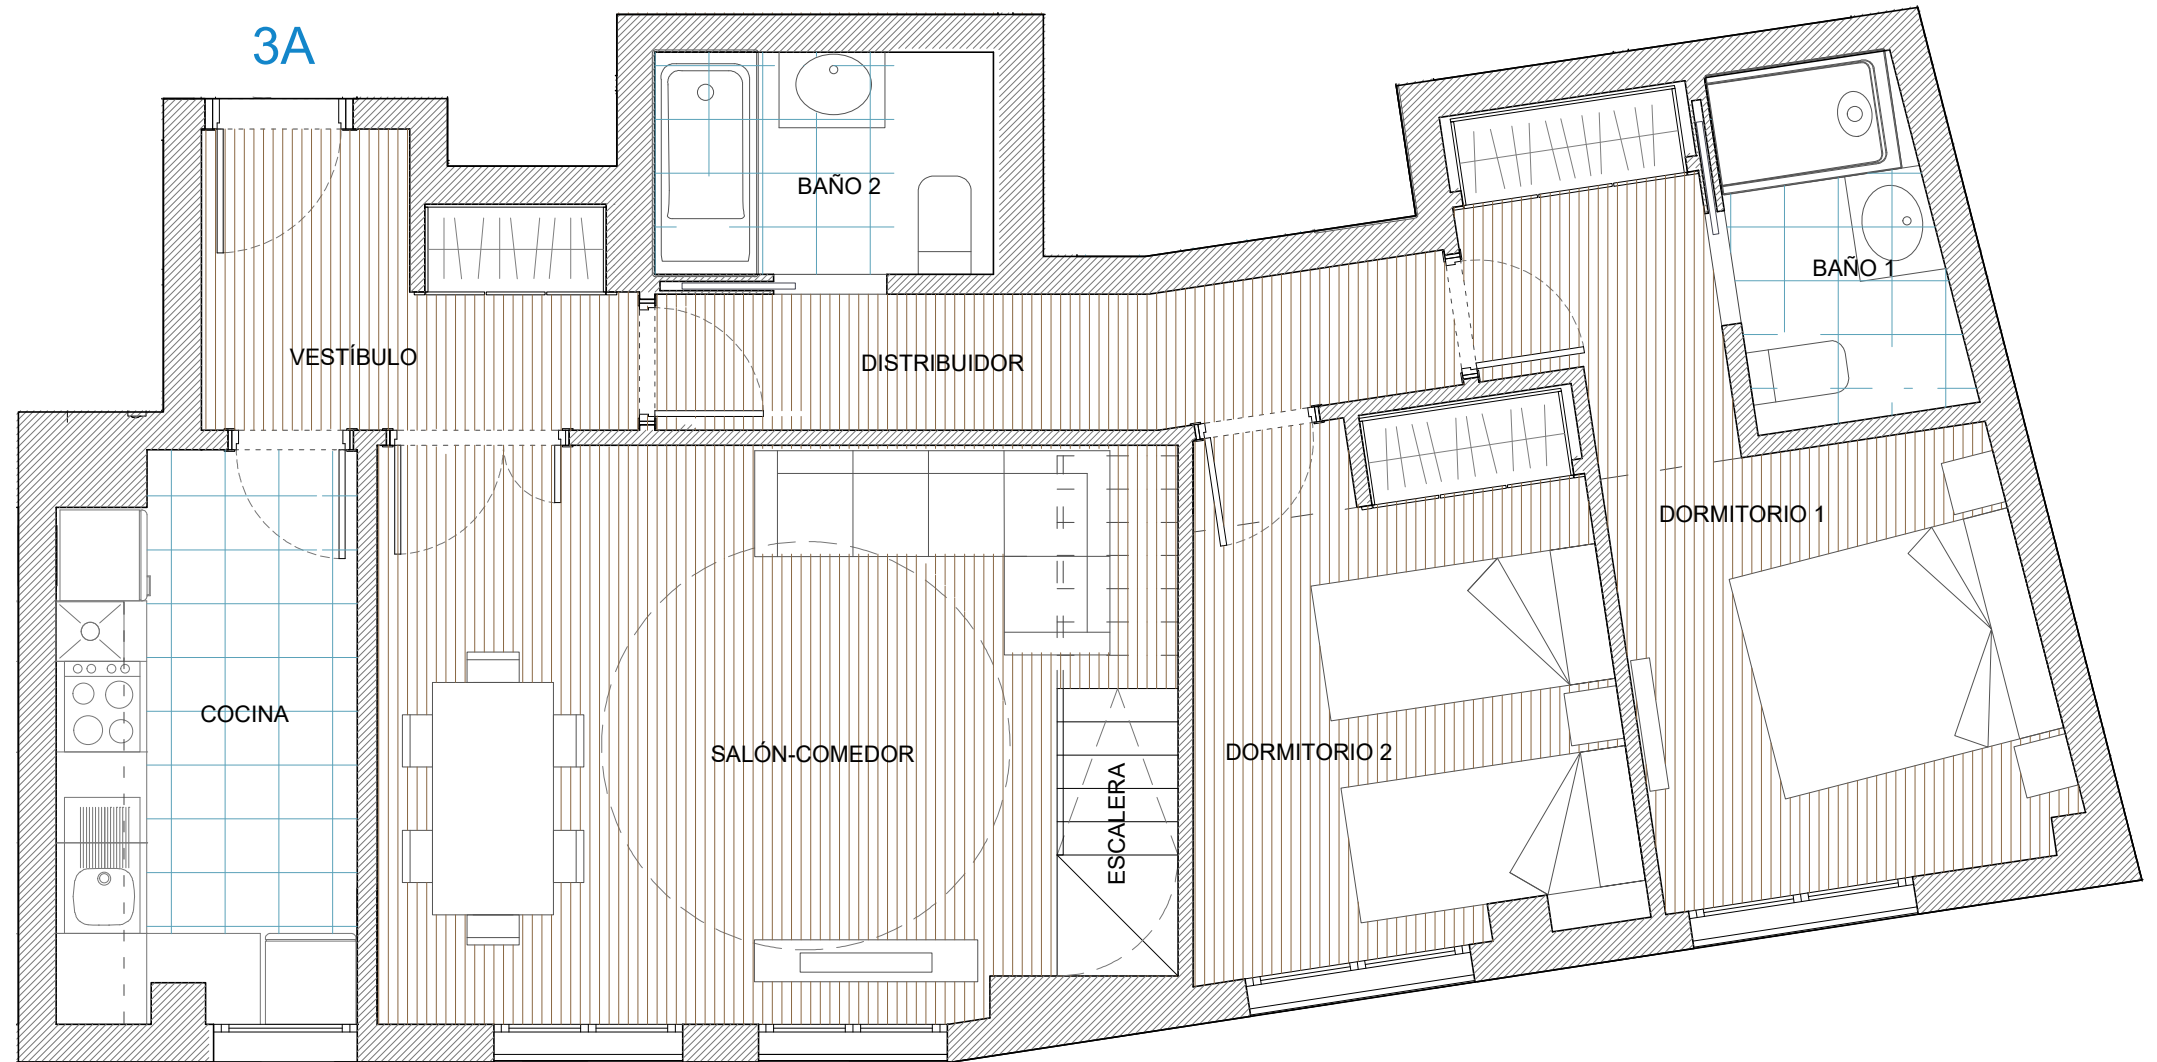 3A
BAÑO 2
BAÑO 1
VESTÍBULO
DISTRIBUIDOR
DORMITORIO 1
COCINA
SALÓN-COMEDOR
DORMITORIO 2
ESCALERA